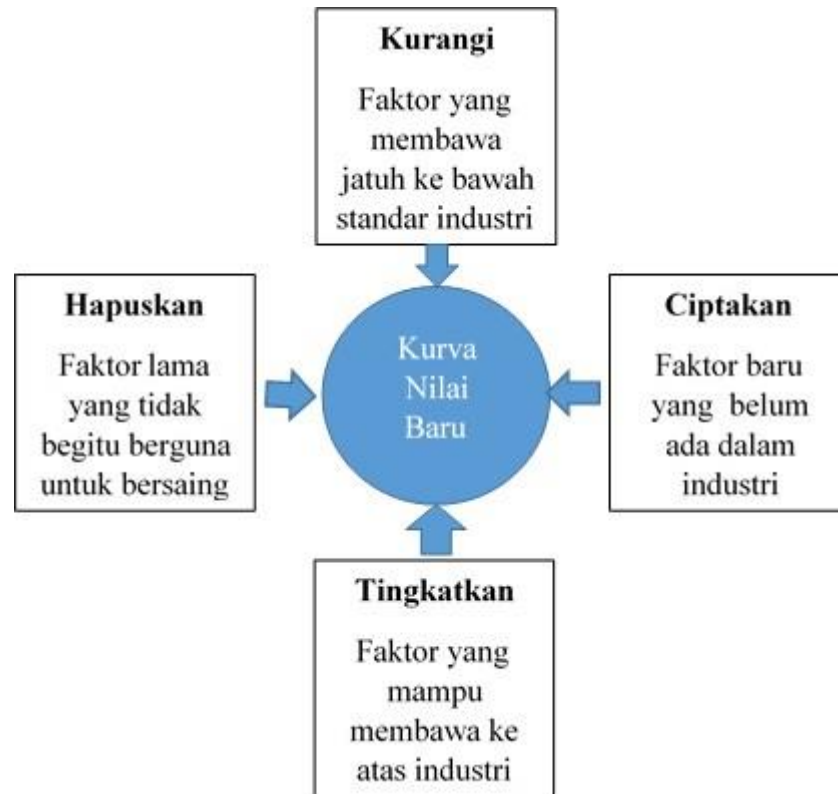 Kurangi
Faktor yang
membawa
jatuh ke bawah
standar industri
Hapuskan
Faktor lama
yang tidak
begitu berguna
untuk bersaing
Kurva
Nilai
Baru
Ciptakan
Faktor baru
yang belum
ada dalam
industri
Tingkatkan
Faktor yang
mampu
membawa ke
atas industri